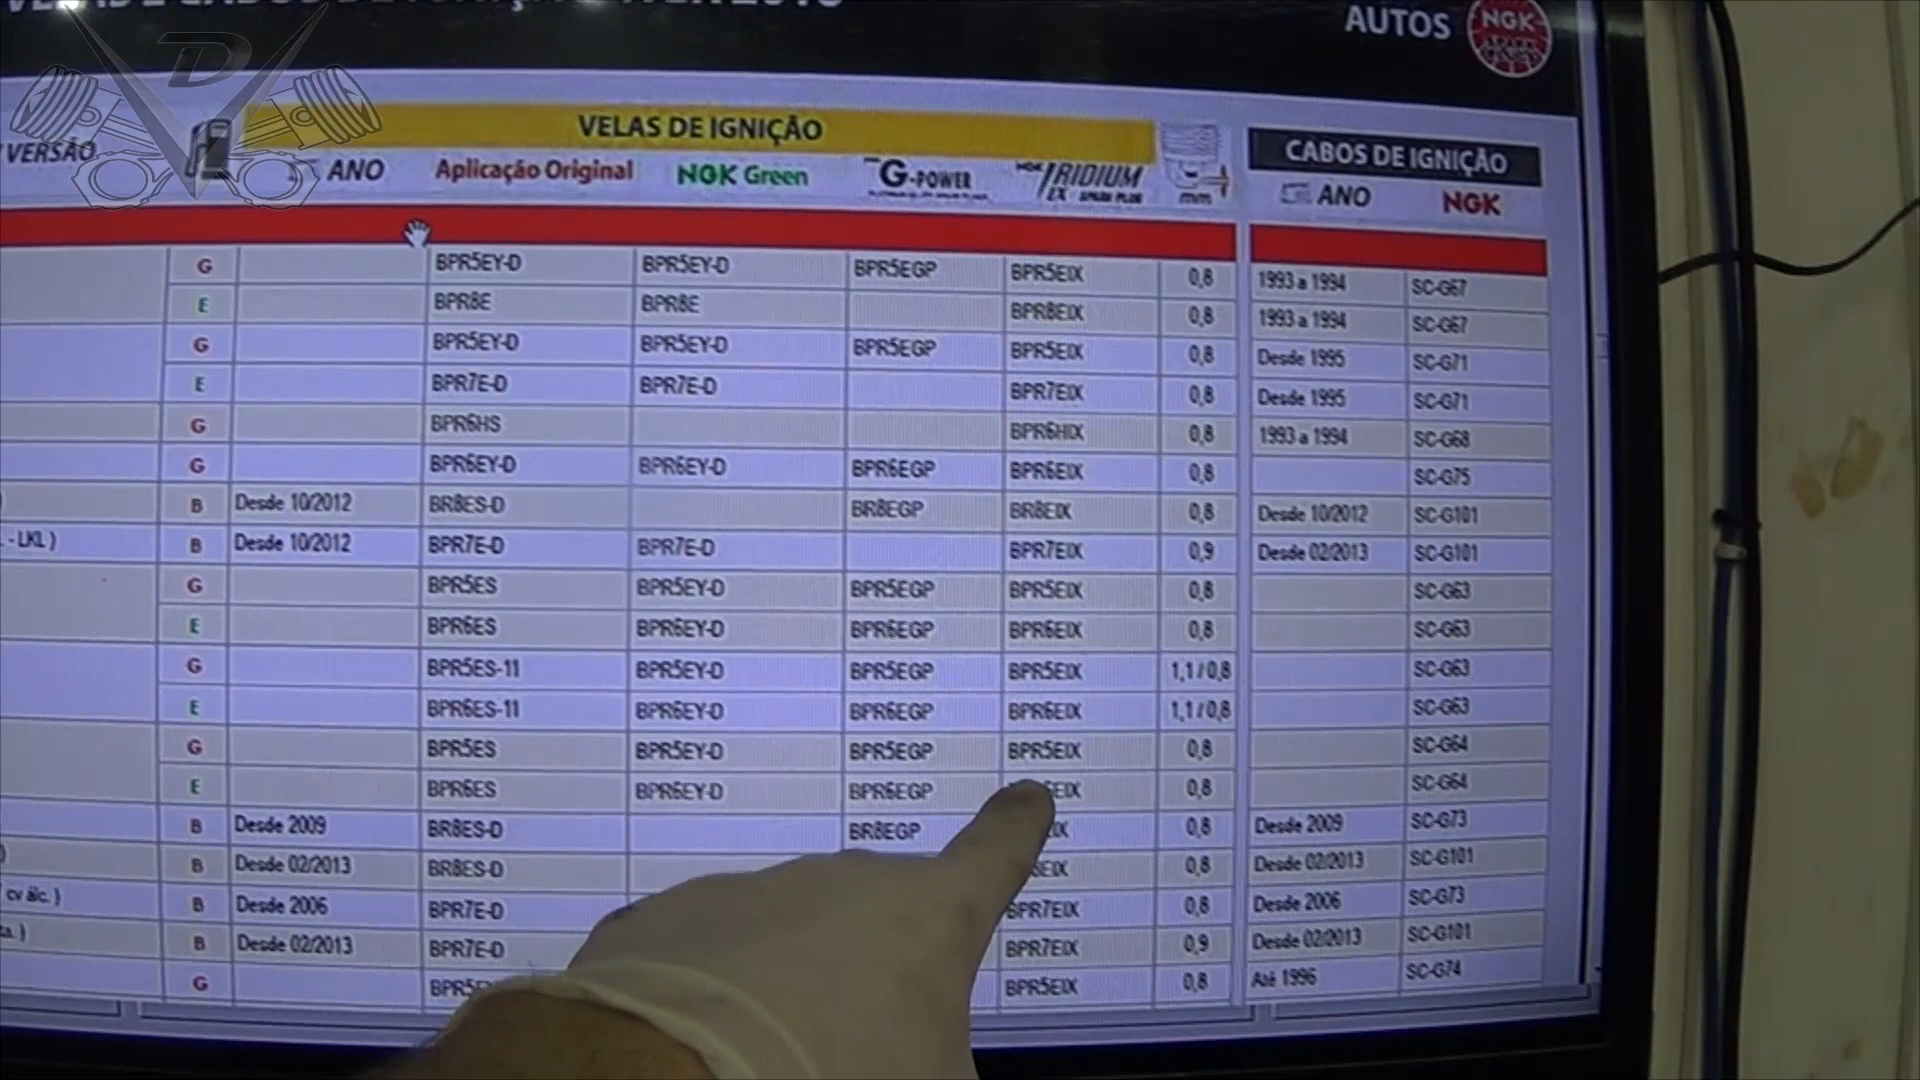 AUTOS NGK
VELAS DE IGNIÇÃO CABOS DE IGNIÇÃO
VERSÃO ANO Aplicação Original NGK Green G-POWER IRIDIUM IX mm ANO NGK
G BPR5EY-D BPR5EY-D BPR5EGP BPR5EIX 0,8 1993 a 1994 SC-G67
E BPR8E BPR8E BPR8EIX 0,8 1993 a 1994 SC-G67
G BPR5EY-D BPR5EY-D BPR5EGP BPR5EIX 0,8 Desde 1995 SC-G71
E BPR7E-D BPR7E-D BPR7EIX 0,8 Desde 1995 SC-G71
G BPR6HS BPR6HIX 0,8 1993 a 1994 SC-G68
G BPR6EY-D BPR6EY-D BPR6EGP BPR6EIX 0,8 SC-G75
) B Desde 10/2012 BR8ES-D BR8EGP BR8EIX 0,8 Desde 10/2012 SC-G101
- LKL ) B Desde 10/2012 BPR7E-D BPR7E-D BPR7EIX 0,9 Desde 02/2013 SC-G101
G BPR5ES BPR5EY-D BPR5EGP BPR5EIX 0,8 SC-G63
E BPR6ES BPR6EY-D BPR6EGP BPR6EIX 0,8 SC-G63
G BPR5ES-11 BPR5EY-D BPR5EGP BPR5EIX 1,1 / 0,8 SC-G63
E BPR6ES-11 BPR6EY-D BPR6EGP BPR6EIX 1,1 / 0,8 SC-G63
G BPR5ES BPR5EY-D BPR5EGP BPR5EIX 0,8 SC-G64
E BPR6ES BPR6EY-D BPR6EGP EIX 0,8 SC-G64
B Desde 2009 BR8ES-D BR8EGP IX 0,8 Desde 2009 SC-G73
) B Desde 02/2013 BR8ES-D EIX 0,8 Desde 02/2013 SC-G101
cv álc. ) B Desde 2006 BPR7E-D BPR7EIX 0,8 Desde 2006 SC-G73
) B Desde 02/2013 BPR7E-D BPR7EIX 0,9 Desde 02/2013 SC-G101
G BPR5 BPR5EIX 0,8 Até 1996 SC-G74